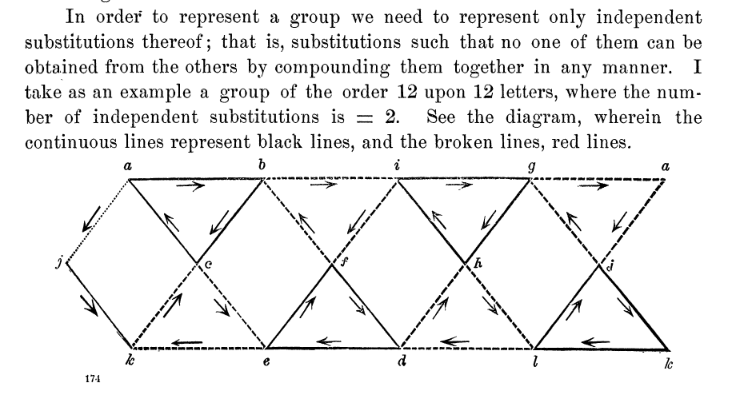 In order to represent a group we need to represent only independent
substitutions thereof; that is, substitutions such that no one of them can be
obtained from the others by compounding them together in any manner. I
take as an example a group of the order 12 upon 12 letters, where the num-
ber of independent substitutions is = 2. See the diagram, wherein the
continuous lines represent black lines, and the broken lines, red lines.
a b i g a
j c f h j
k e d l k
174